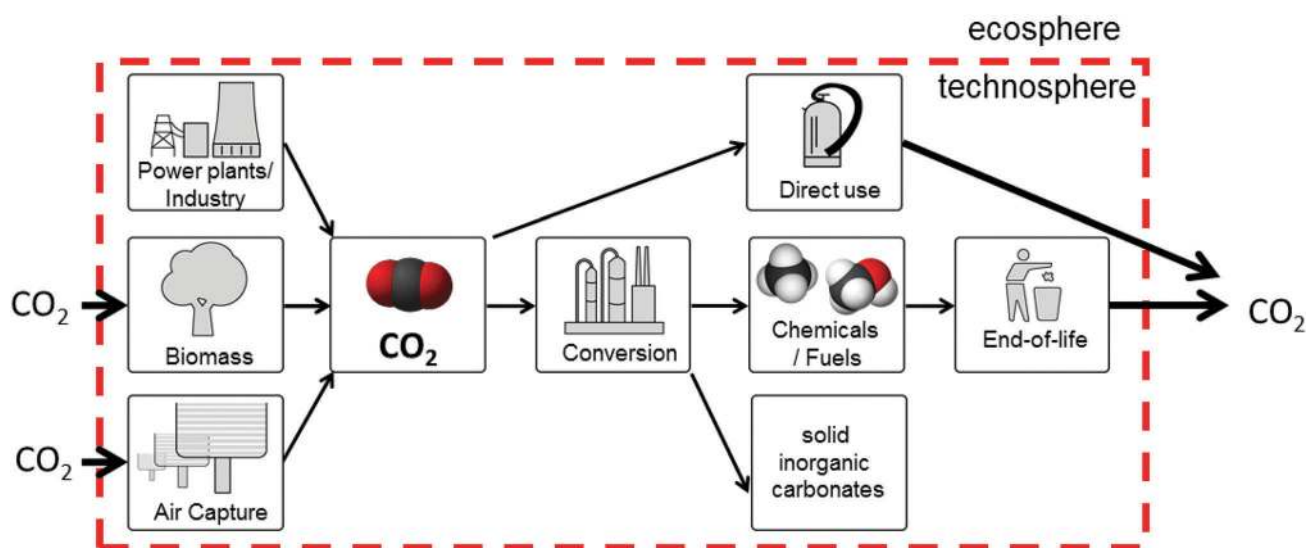 ecosphere
technosphere
Power plants/
Industry
Direct use
CO₂
Biomass
CO₂
Conversion
Chemicals
/ Fuels
End-of-life
CO₂
CO₂
Air Capture
solid
inorganic
carbonates